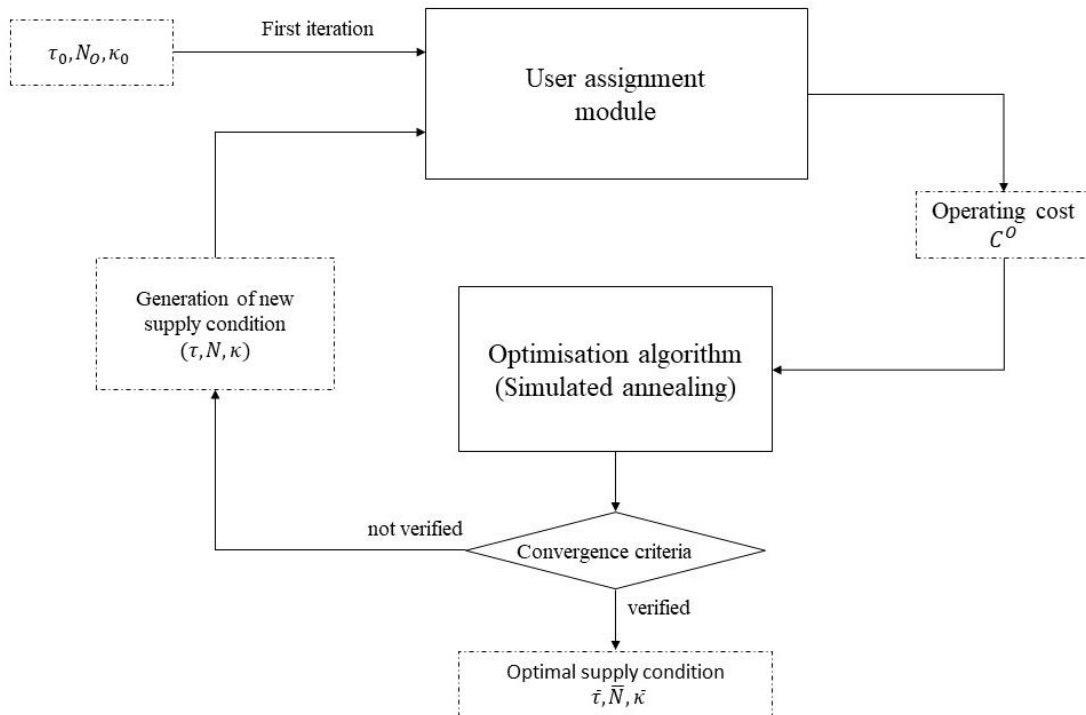 First iteration
τ₀, N_O, κ₀
User assignment
module
Operating cost
C^O
Generation of new
supply condition
(τ, N, κ)
Optimisation algorithm
(Simulated annealing)
not verified
Convergence criteria
verified
Optimal supply condition
τ̄, N̄, κ̄